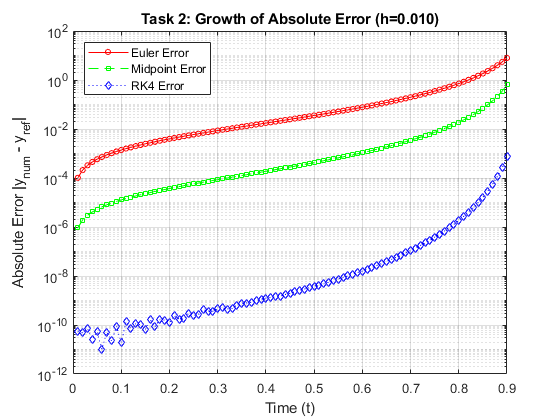 Task 2: Growth of Absolute Error (h=0.010)
Euler Error
Midpoint Error
RK4 Error
Absolute Error |y_num - y_ref|
10^2
10^0
10^-2
10^-4
10^-6
10^-8
10^-10
10^-12
0 0.1 0.2 0.3 0.4 0.5 0.6 0.7 0.8 0.9
Time (t)